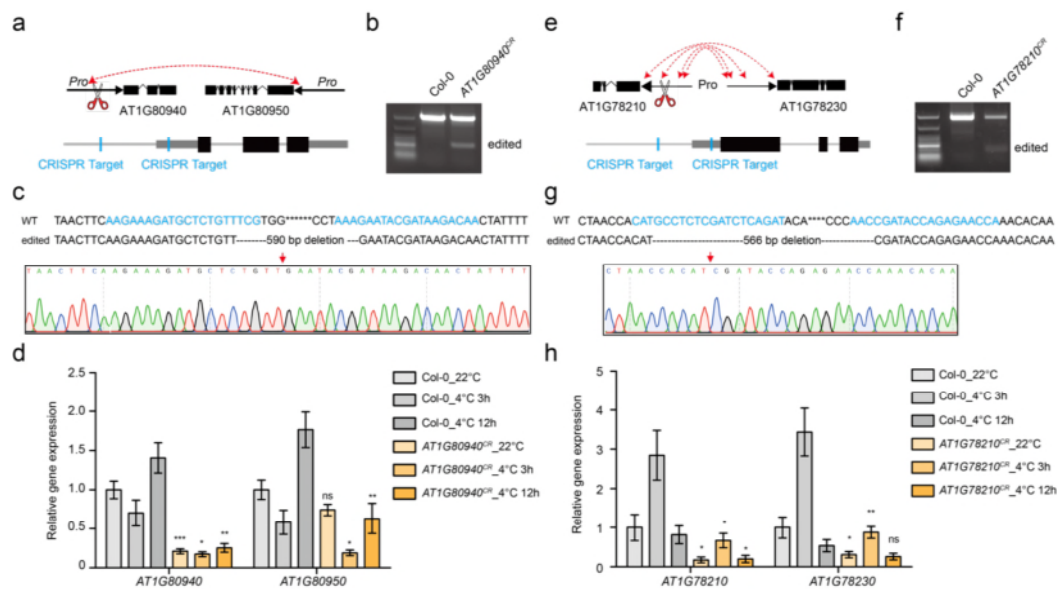 a
Pro
Pro
AT1G80940
AT1G80950
CRISPR Target
CRISPR Target
b
Col-0
AT1G80940CR
edited
c
WT TAACTTCAAGAAAGATGCTCTGTTTCGTGG******CCTAAAGAATACGATAAGACAACTATTTT
edited TAACTTCAAGAAAGATGCTCTGTT------590 bp deletion ---GAATACGATAAGACAACTATTTT
TAACTTCAAGAAAGATGCTCTGTTGAATACGATAAGACAACTATTTT
d
Relative gene expression
2.5
2.0
1.5
1.0
0.5
0
ns
**
***
*
**
*
AT1G80940
AT1G80950
Col-0_22°C
Col-0_4°C 3h
Col-0_4°C 12h
AT1G80940CR_22°C
AT1G80940CR_4°C 3h
AT1G80940CR_4°C 12h
e
Pro
AT1G78210
AT1G78230
CRISPR Target
CRISPR Target
f
Col-0
AT1G78210CR
edited
g
WT CTAACCACATGCCTCTCGATCTCAGATACA****CCCAACCGATACCAGAGAACCAAACACAA
edited CTAACCACAT--------------------566 bp deletion------------CGATACCAGAGAACCAAACACAA
CTAACCACATCGATACCAGAGAACCAAACACAA
h
Relative gene expression
5
4
3
2
1
0
*
*
*
*
**
ns
AT1G78210
AT1G78230
Col-0_22°C
Col-0_4°C 3h
Col-0_4°C 12h
AT1G78210CR_22°C
AT1G78210CR_4°C 3h
AT1G78210CR_4°C 12h